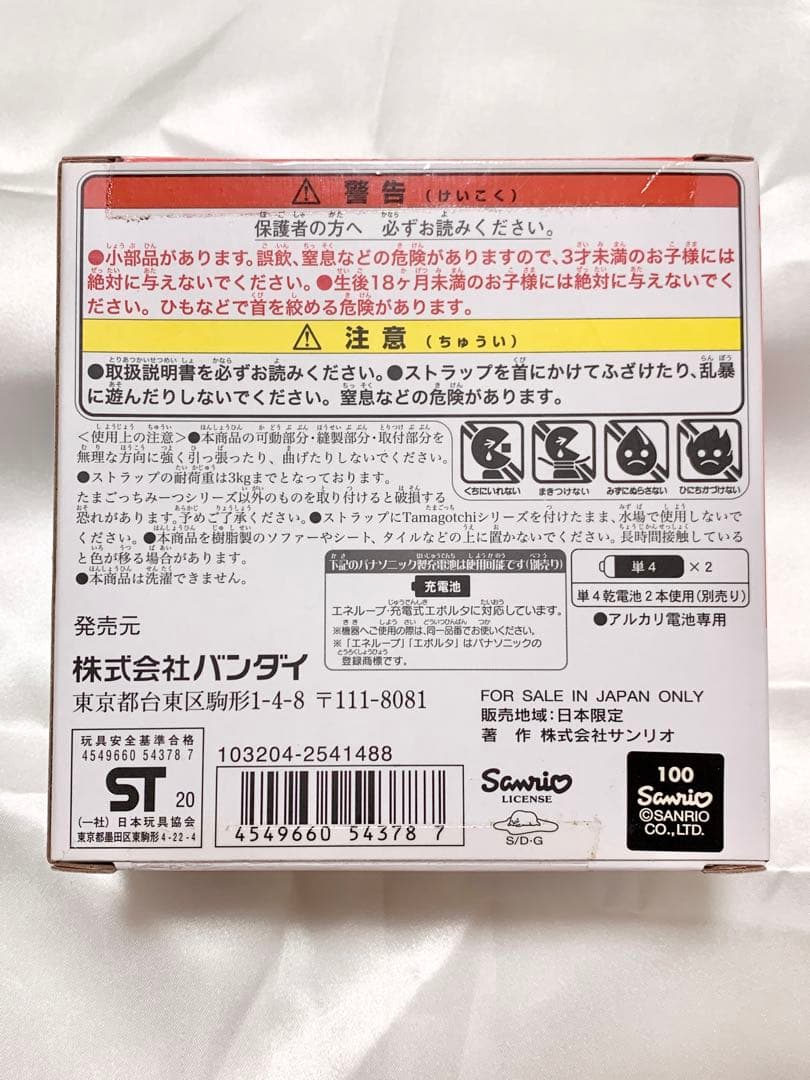 ⚠ 警告 (けいこく)
保護者の方へ 必ずお読みください。
●小部品があります。誤飲、窒息などの危険がありますので、3才未満のお子様には
絶対に与えないでください。●生後18ヶ月未満のお子様には絶対に与えないでく
ださい。ひもなどで首を絞める危険があります。
⚠ 注意 (ちゅうい)
●取扱説明書を必ずお読みください。●ストラップを首にかけてふざけたり、乱暴
に遊んだりしないでください。窒息などの危険があります。
<使用上の注意>●本商品の可動部分・縫製部分・取付部分を
無理な方向に強く引っ張ったり、曲げたりしないでください。
●ストラップの耐荷重は3kgまでとなっております。
たまごっちみーつシリーズ以外のものを取り付けると破損する
恐れがあります。予めご了承ください。●ストラップにTamagotchiシリーズを付けたまま、水場で使用しないで
ください。●本商品を樹脂製のソファーやシート、タイルなどの上に置かないでください。長時間接触している
と色が移る場合があります。
●本商品は洗濯できません。
くちにいれない
まきつけない
みずにぬらさない
ひにちかづけない
下記のパナソニック製充電池は使用可能です(別売り)
充電池
エネループ・充電式エボルタに対応しています。
※機器へご使用の際は、同一品番でお使いください。
※「エネループ」「エボルタ」はパナソニックの
登録商標です。
単4 ×2
単4乾電池2本使用(別売り)
●アルカリ電池専用
発売元
株式会社バンダイ
東京都台東区駒形1-4-8 〒111-8081
FOR SALE IN JAPAN ONLY
販売地域:日本限定
著作 株式会社サンリオ
玩具安全基準合格
4549660 54378 7
ST 20
(一社)日本玩具協会
東京都墨田区東駒形4-22-4
103204-2541488
4549660 543787
Sanrio
LICENSE
S/D・G
100
Sanrio
©SANRIO
CO., LTD.